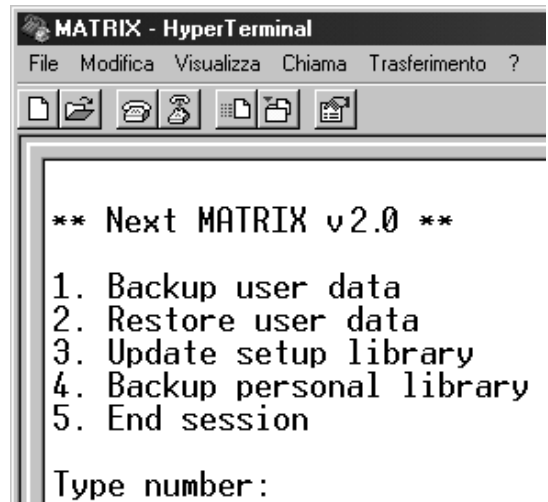 MATRIX - HyperTerminal
File Modifica Visualizza Chiama Trasferimento ?
** Next MATRIX v2.0 **
1. Backup user data
2. Restore user data
3. Update setup library
4. Backup personal library
5. End session
Type number: